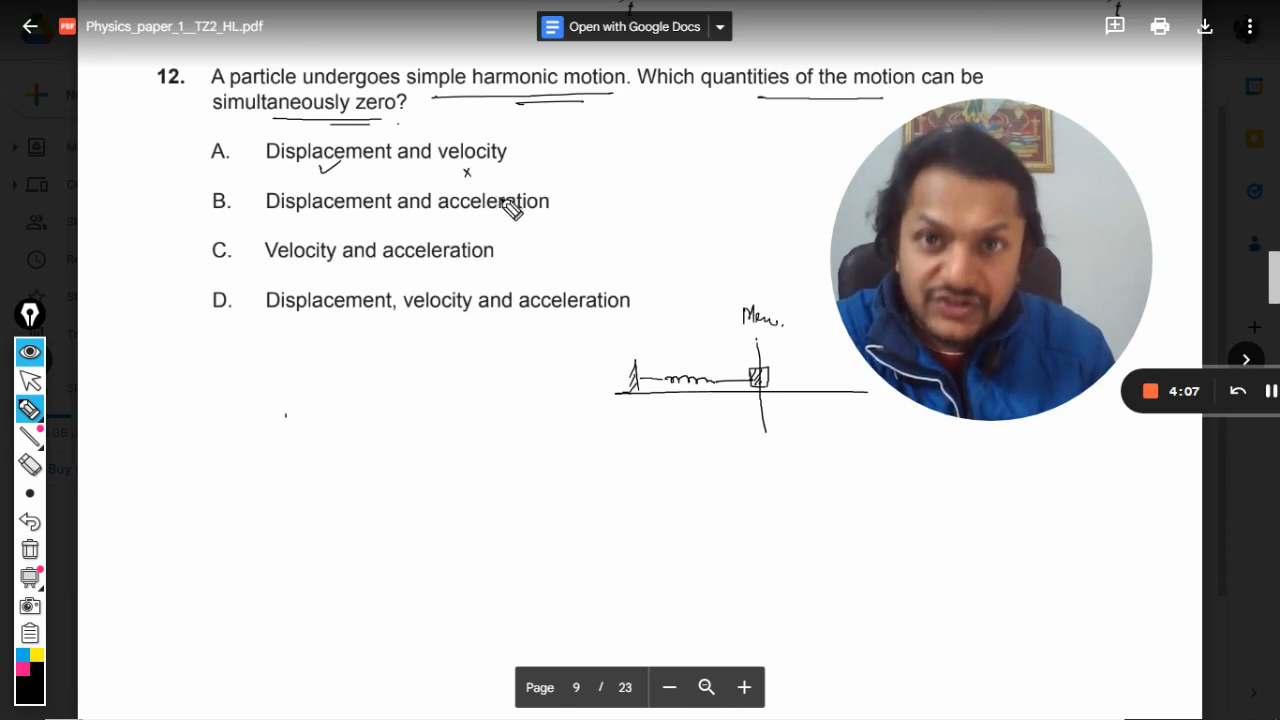 Physics_paper_1__TZ2_HL.pdf
Open with Google Docs
12. A particle undergoes simple harmonic motion. Which quantities of the motion can be
simultaneously zero?
A. Displacement and velocity
B. Displacement and acceleration
C. Velocity and acceleration
D. Displacement, velocity and acceleration
4:07
Page 9 / 23